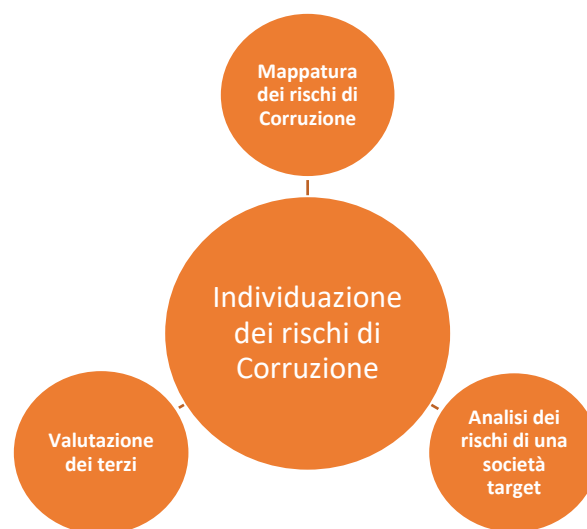 Mappatura
dei rischi di
Corruzione
Individuazione
dei rischi di
Corruzione
Valutazione
dei terzi
Analisi dei
rischi di una
società
target